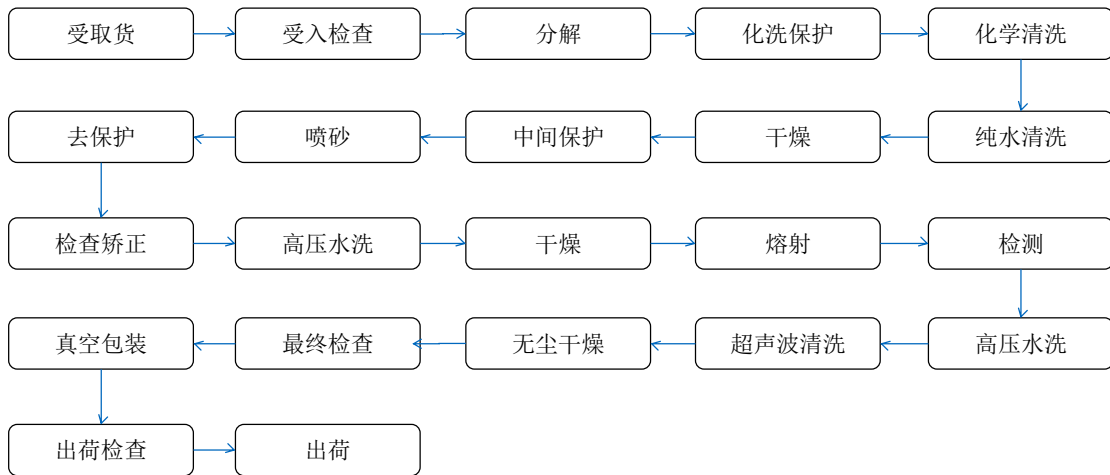 受取货
受入检查
分解
化洗保护
化学清洗
纯水清洗
干燥
中间保护
喷砂
去保护
检查矫正
高压水洗
干燥
熔射
检测
高压水洗
超声波清洗
无尘干燥
最终检查
真空包装
出荷检查
出荷